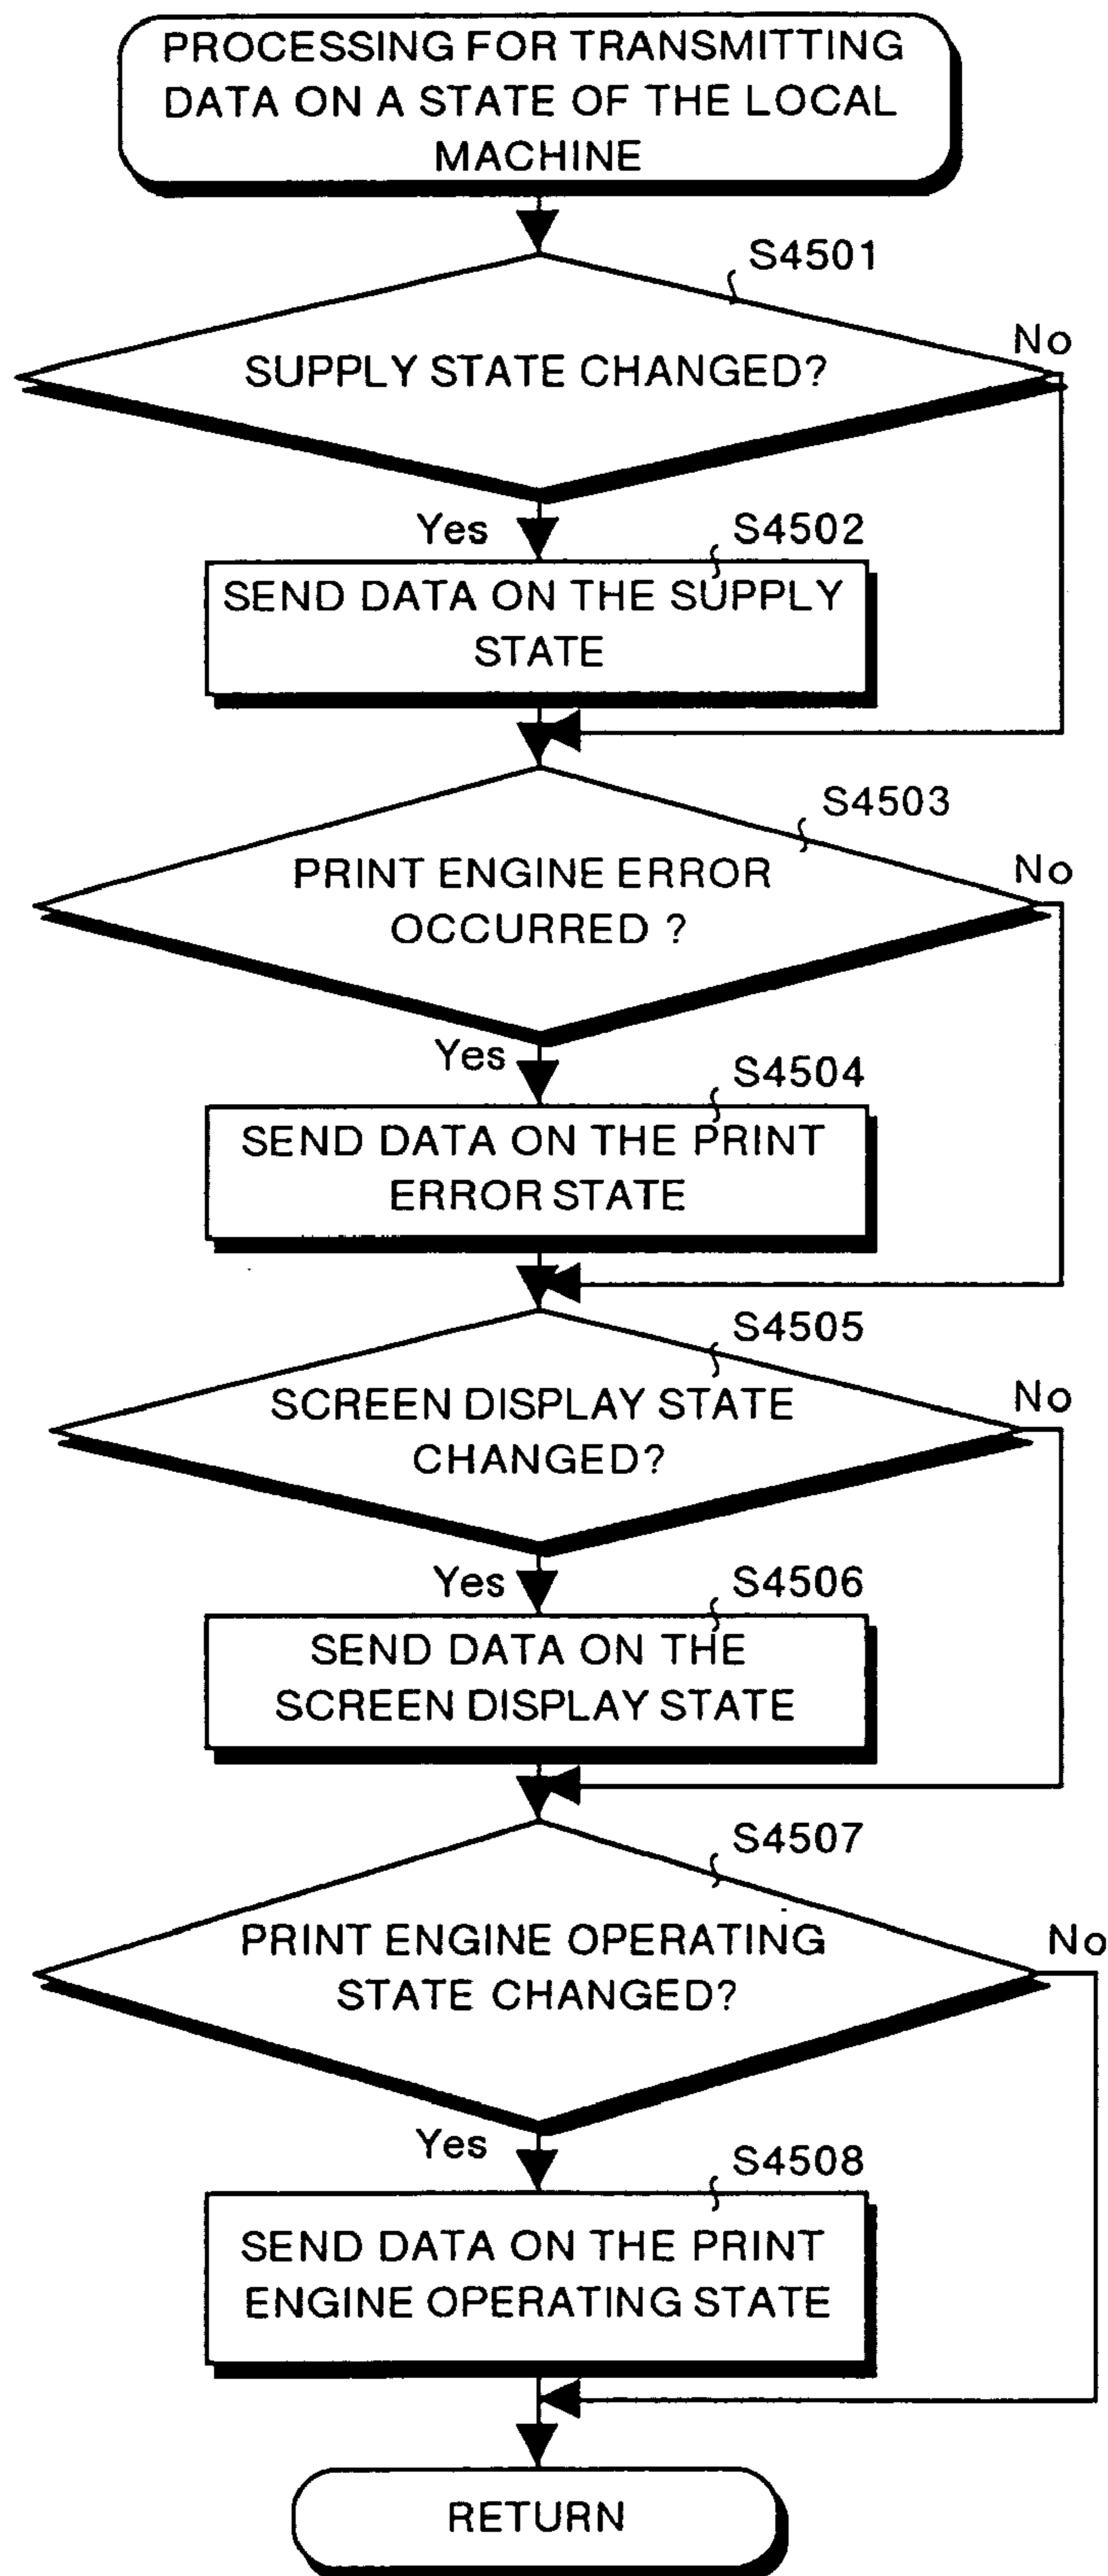 PROCESSING FOR TRANSMITTING
DATA ON A STATE OF THE LOCAL
MACHINE
S4501
No
SUPPLY STATE CHANGED?
Yes
S4502
SEND DATA ON THE SUPPLY
STATE
S4503
No
PRINT ENGINE ERROR
OCCURRED ?
Yes
S4504
SEND DATA ON THE PRINT
ERROR STATE
S4505
No
SCREEN DISPLAY STATE
CHANGED?
Yes
S4506
SEND DATA ON THE
SCREEN DISPLAY STATE
S4507
No
PRINT ENGINE OPERATING
STATE CHANGED?
Yes
S4508
SEND DATA ON THE PRINT
ENGINE OPERATING STATE
RETURN